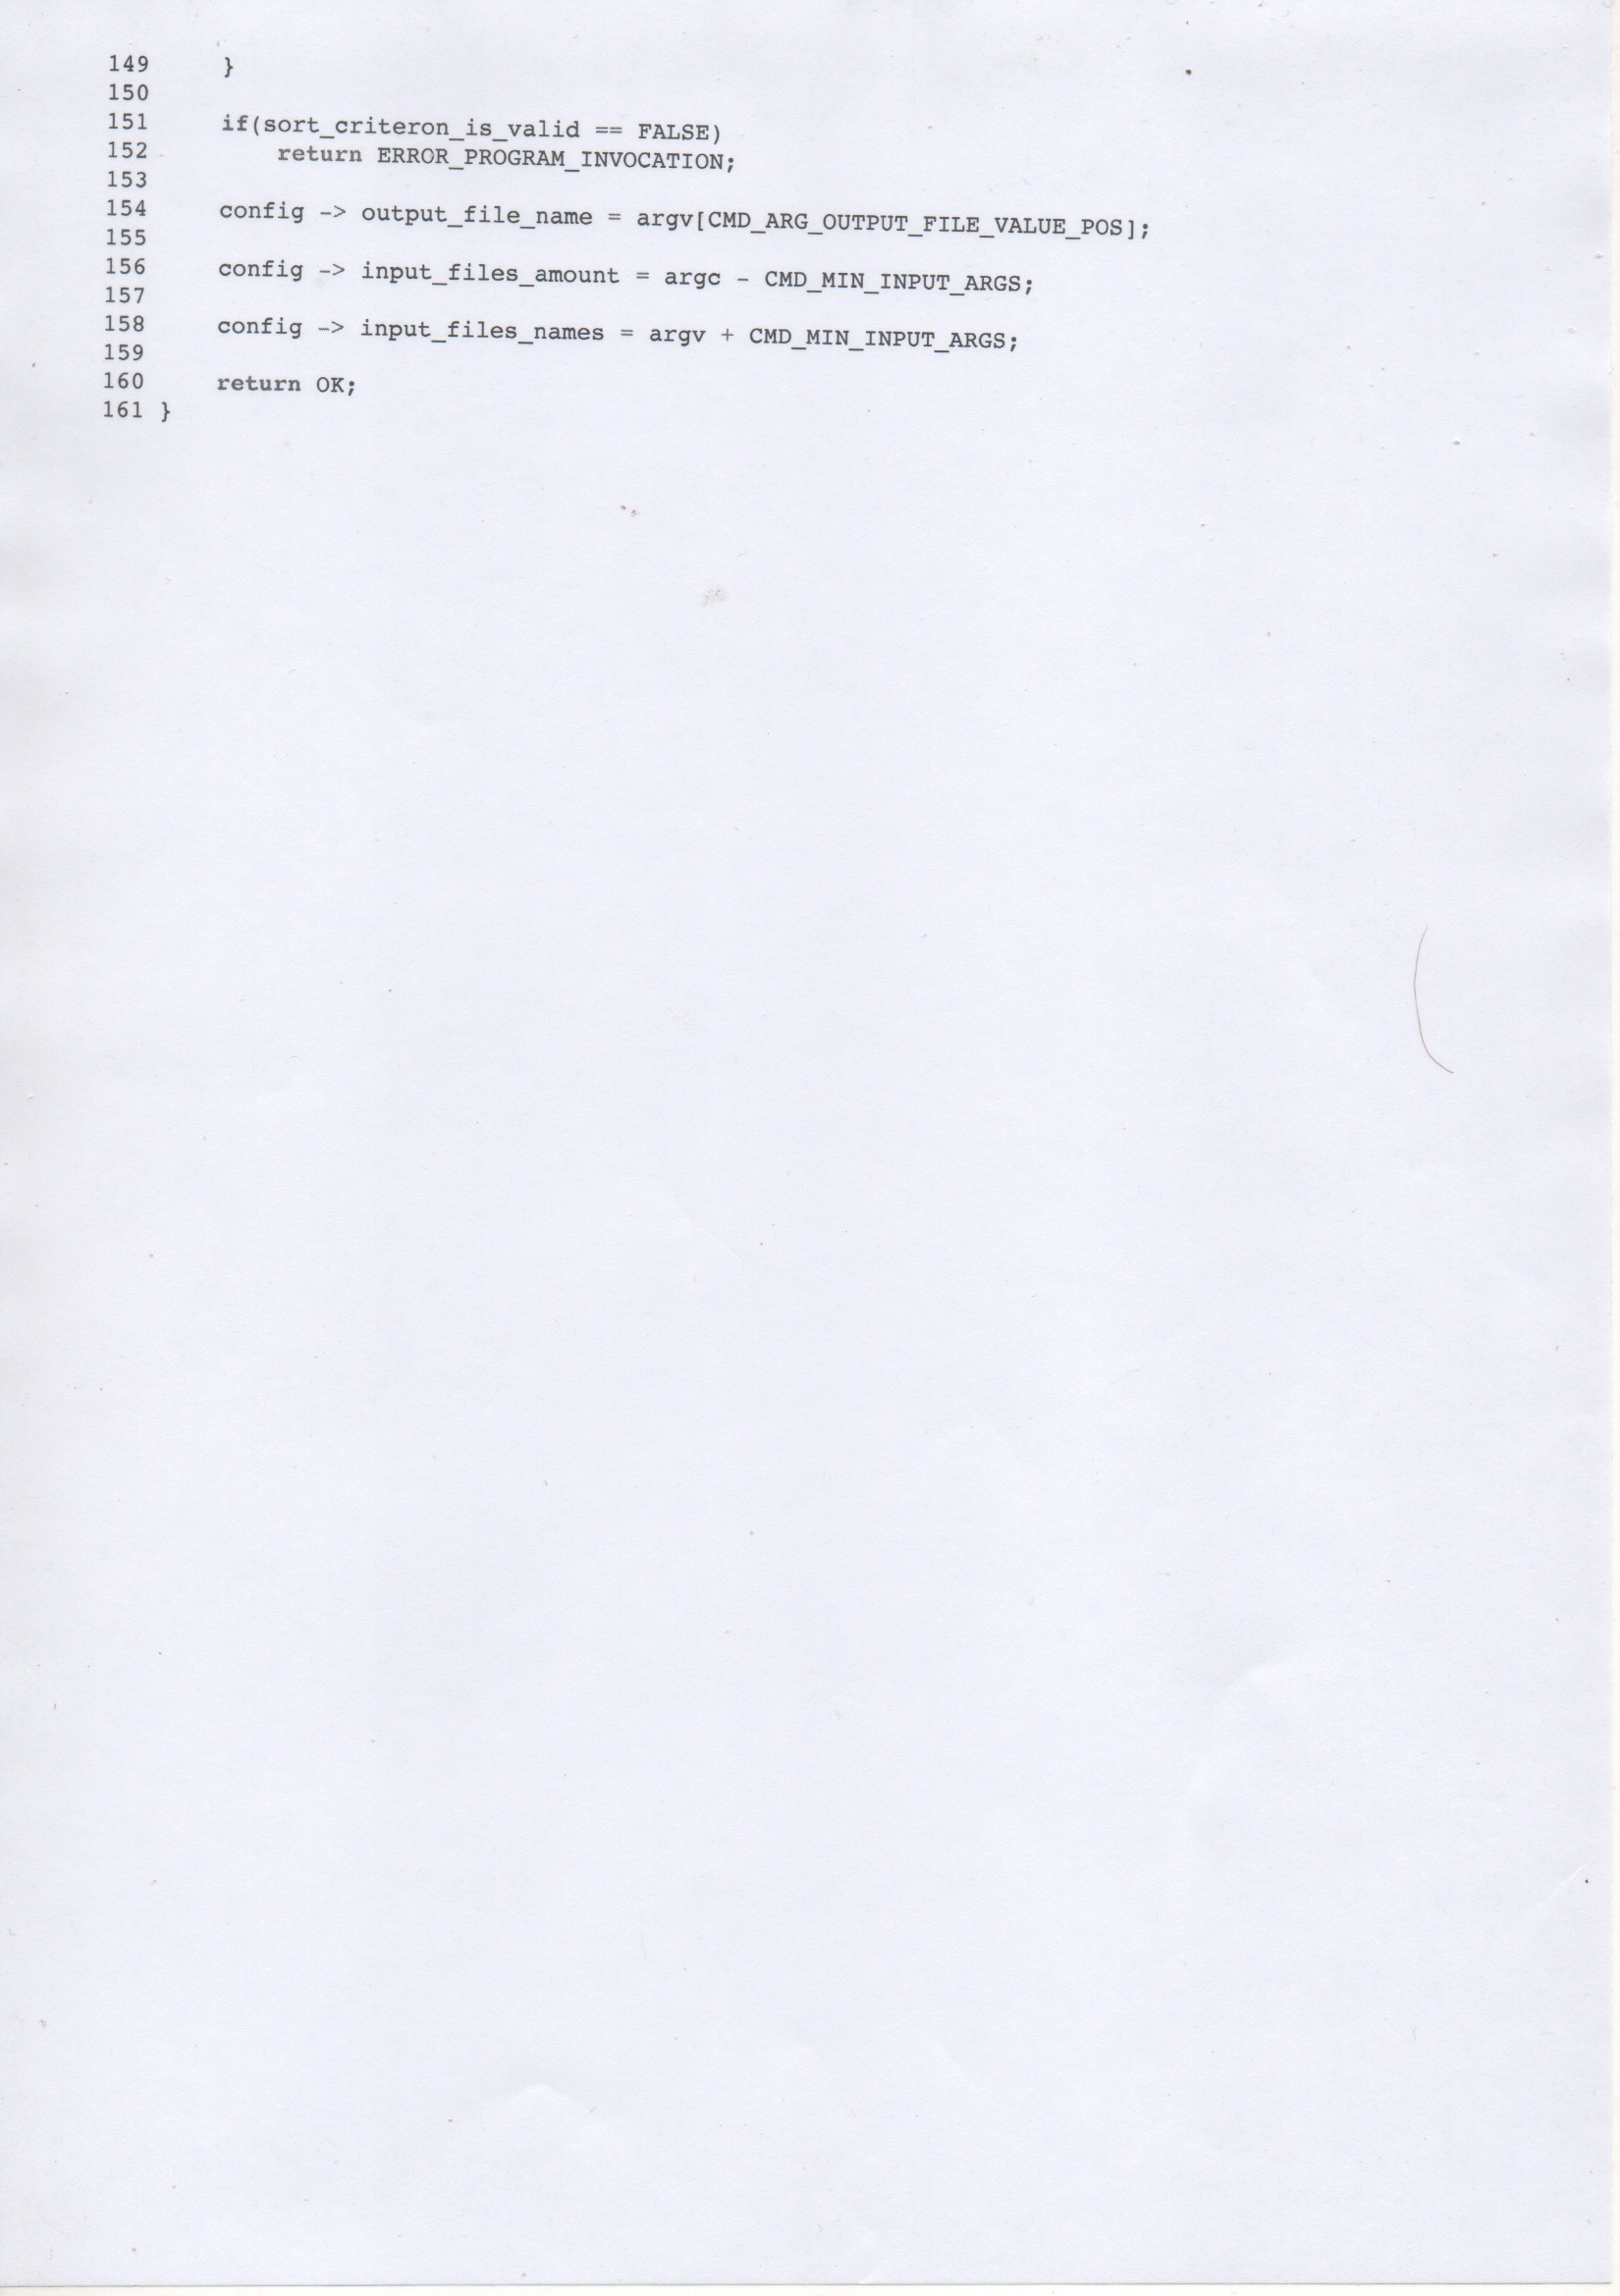 149     }
150
151     if(sort_criteron_is_valid == FALSE)
152         return ERROR_PROGRAM_INVOCATION;
153
154     config -> output_file_name = argv[CMD_ARG_OUTPUT_FILE_VALUE_POS];
155
156     config -> input_files_amount = argc - CMD_MIN_INPUT_ARGS;
157
158     config -> input_files_names = argv + CMD_MIN_INPUT_ARGS;
159
160     return OK;
161 }